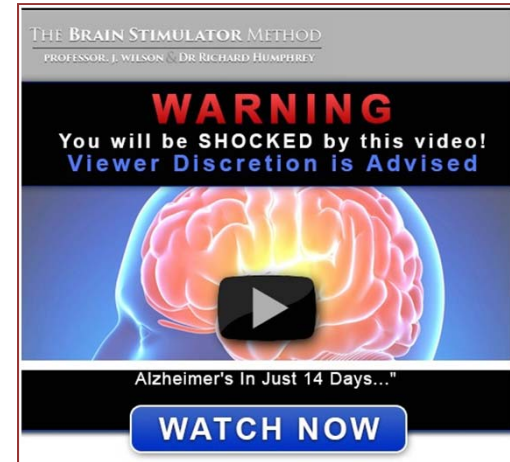 THE BRAIN STIMULATOR METHOD
PROFESSOR. J. WILSON & DR RICHARD HUMPHREY
WARNING
You will be SHOCKED by this video!
Viewer Discretion is Advised
Alzheimer's In Just 14 Days..."
WATCH NOW